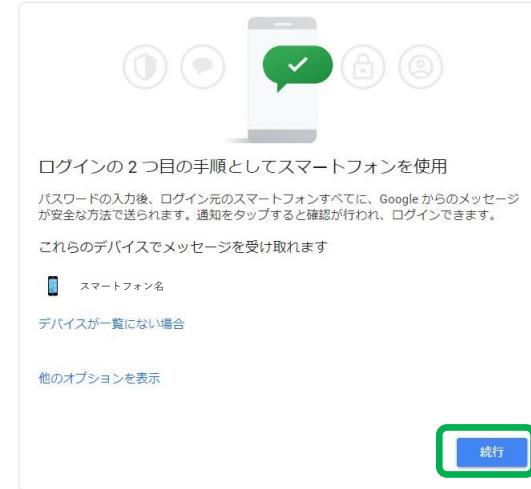 ログインの 2 つ目の手順としてスマートフォンを使用
パスワードの入力後、ログイン元のスマートフォンすべてに、Google からのメッセージ
が安全な方法で送られます。通知をタップすると確認が行われ、ログインできます。
これらのデバイスでメッセージを受け取れます
スマートフォン名
デバイスが一覧にない場合
他のオプションを表示
続行